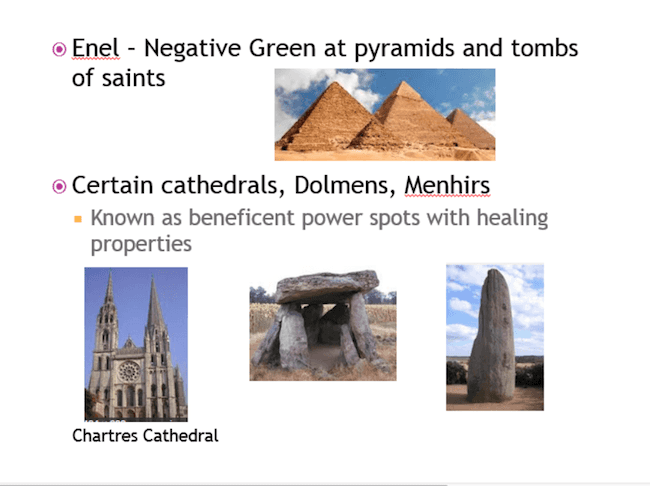 Enel - Negative Green at pyramids and tombs
of saints
Certain cathedrals, Dolmens, Menhirs
Known as beneficent power spots with healing
properties
Chartres Cathedral